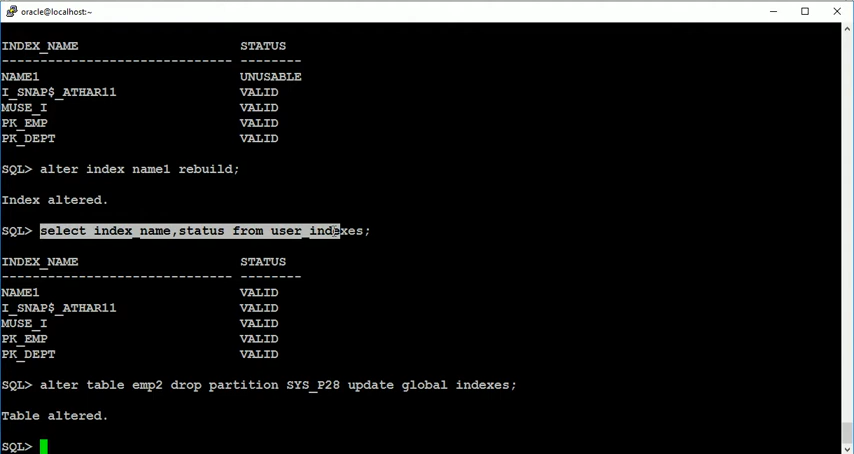 oracle@localhost:~
INDEX_NAME STATUS
------------------------------ --------
NAME1 UNUSABLE
I_SNAP$_ATHAR11 VALID
MUSE_I VALID
PK_EMP VALID
PK_DEPT VALID
SQL> alter index name1 rebuild;
Index altered.
SQL> select index_name,status from user_indexes;
INDEX_NAME STATUS
------------------------------ --------
NAME1 VALID
I_SNAP$_ATHAR11 VALID
MUSE_I VALID
PK_EMP VALID
PK_DEPT VALID
SQL> alter table emp2 drop partition SYS_P28 update global indexes;
Table altered.
SQL>